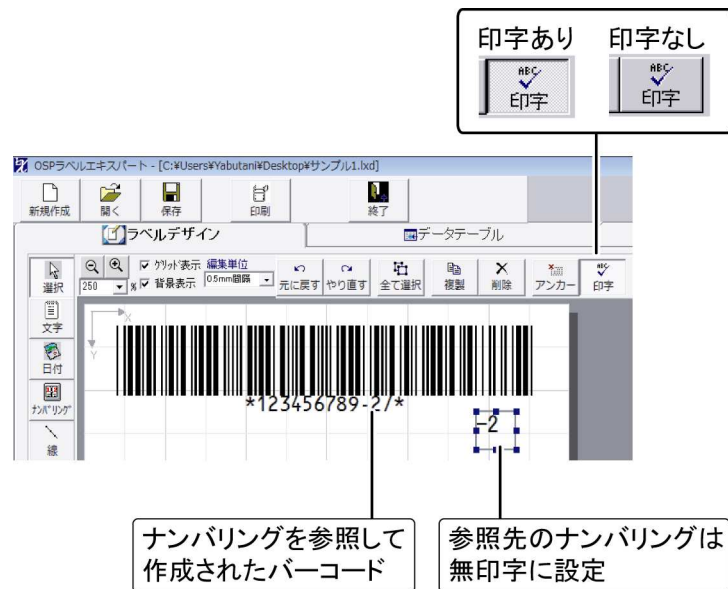 印字あり 印字なし
ABC ABC
印字 印字
OSPラベルエキスパート - [C:¥Users¥Yabutani¥Desktop¥サンプル1.lxd]
新規作成 開く 保存 印刷 終了
ラベルデザイン データテーブル
選択 250 % グリッド表示 背景表示 編集単位 0.5mm間隔 元に戻す やり直す 全て選択 複製 削除 アンカー 印字
文字
X
Y
日付
ナンバリング
線
*123456789-2/*
-2
ナンバリングを参照して
作成されたバーコード
参照先のナンバリングは
無印字に設定